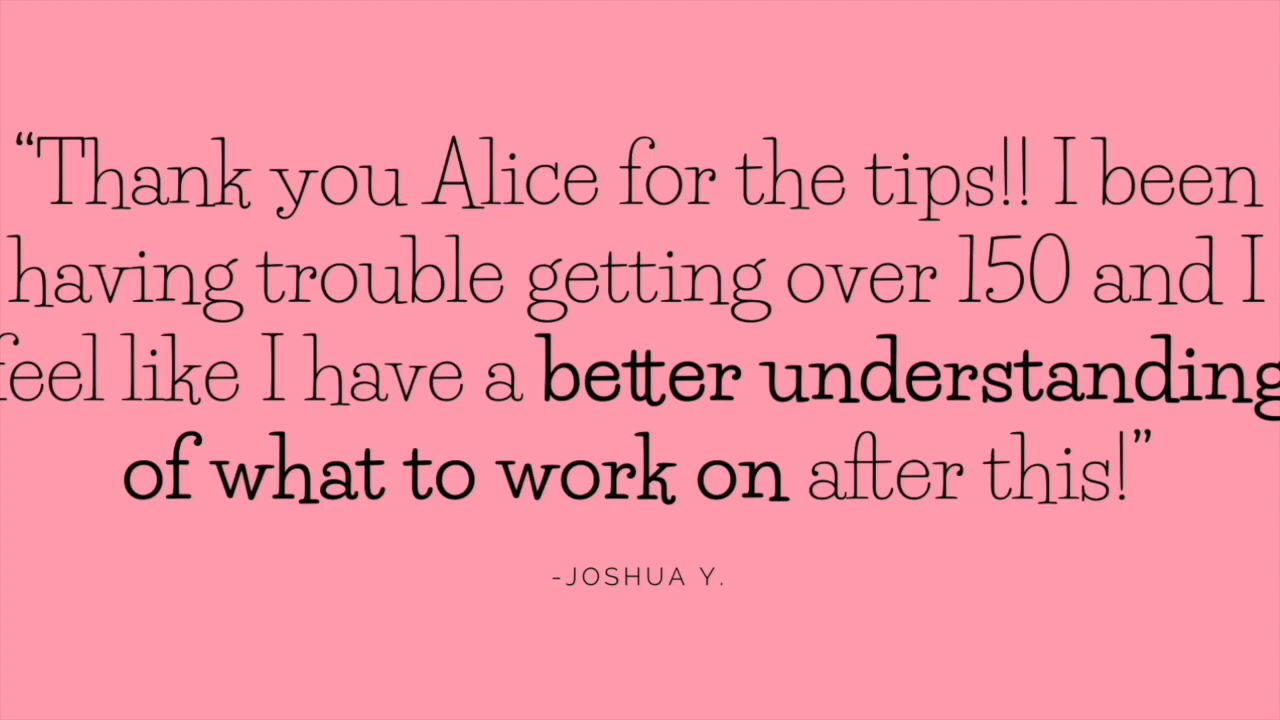 “Thank you Alice for the tips!! I been
having trouble getting over 150 and I
feel like I have a better understanding
of what to work on after this!”
-JOSHUA Y.